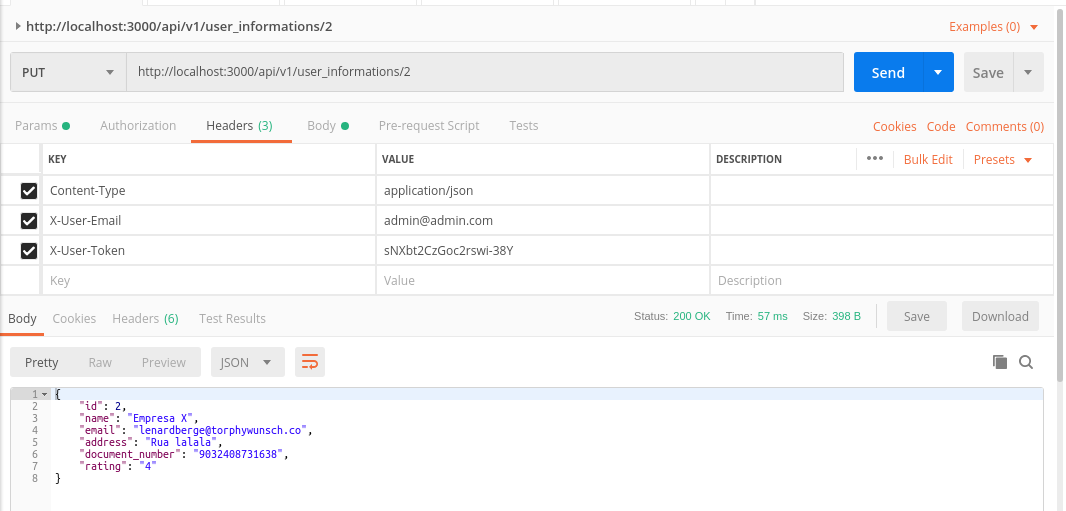 http://localhost:3000/api/v1/user_informations/2 Examples (0)
PUT http://localhost:3000/api/v1/user_informations/2 Send Save
Params Authorization Headers (3) Body Pre-request Script Tests Cookies Code Comments (0)
KEY VALUE DESCRIPTION ••• Bulk Edit Presets
Content-Type application/json
X-User-Email admin@admin.com
X-User-Token sNXbt2CzGoc2rswi-38Y
Key Value Description
Body Cookies Headers (6) Test Results Status: 200 OK Time: 57 ms Size: 398 B Save Download
Pretty Raw Preview JSON
1 {
2 "id": 2,
3 "name": "Empresa X",
4 "email": "lenardberge@torphywunsch.co",
5 "address": "Rua lalala",
6 "document_number": "9032408731638",
7 "rating": "4"
8 }